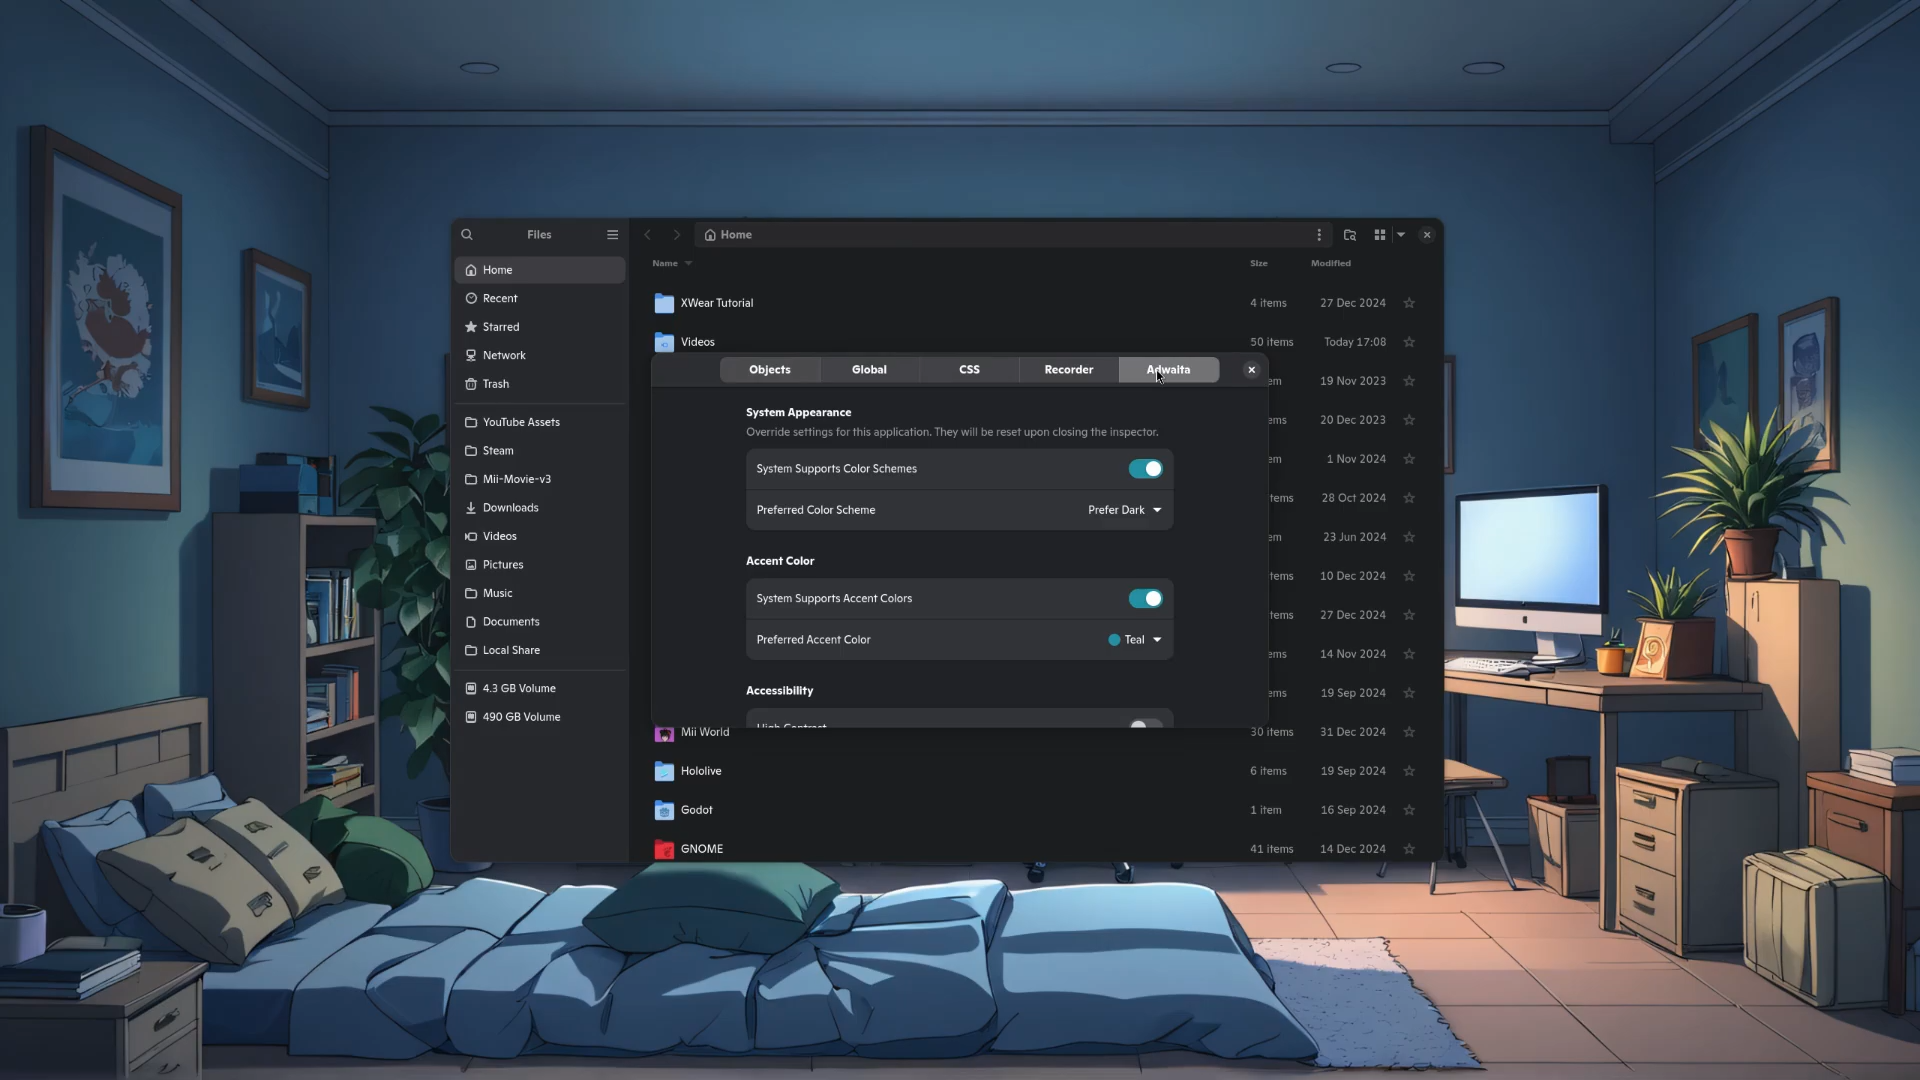 Files
Home
Recent
Starred
Network
Trash
YouTube Assets
Steam
Mii-Movie-v3
Downloads
Videos
Pictures
Music
Documents
Local Share
4.3 GB Volume
490 GB Volume
Home
Name Size Modified
XWear Tutorial 4 items 27 Dec 2024
Videos 50 items Today 17:08
Objects Global CSS Recorder Adwaita
System Appearance
Override settings for this application. They will be reset upon closing the inspector.
System Supports Color Schemes
Preferred Color Scheme Prefer Dark
Accent Color
System Supports Accent Colors
Preferred Accent Color Teal
Accessibility
High Contrast
19 Nov 2023
20 Dec 2023
1 Nov 2024
28 Oct 2024
23 Jun 2024
10 Dec 2024
27 Dec 2024
14 Nov 2024
19 Sep 2024
Mii World 30 items 31 Dec 2024
Hololive 6 items 19 Sep 2024
Godot 1 item 16 Sep 2024
GNOME 41 items 14 Dec 2024